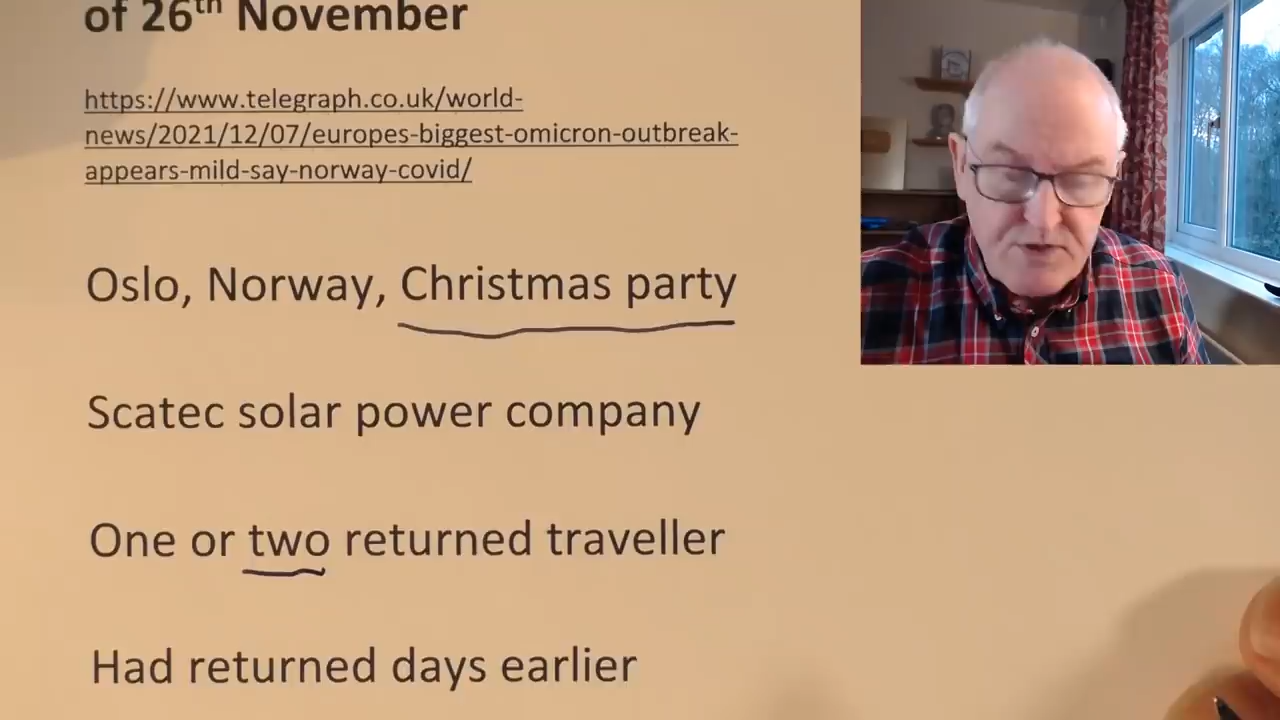 of 26th November
https://www.telegraph.co.uk/world-
news/2021/12/07/europes-biggest-omicron-outbreak-
appears-mild-say-norway-covid/
Oslo, Norway, Christmas party
Scatec solar power company
One or two returned traveller
Had returned days earlier